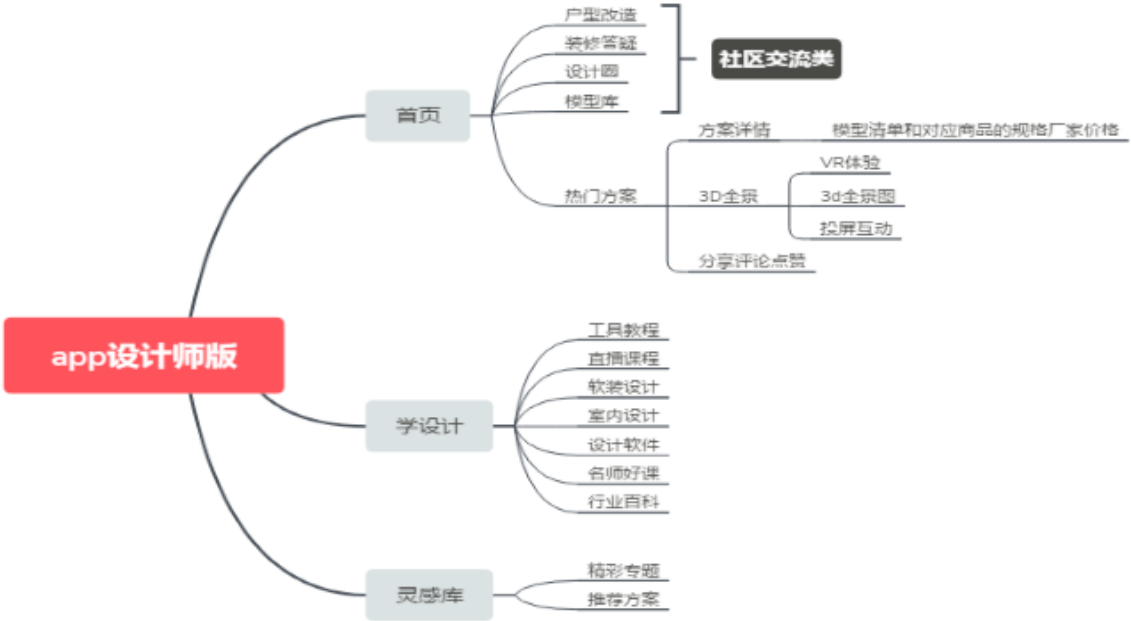 户型改造
装修答疑
设计圈
模型库
社区交流类
首页
方案详情
模型清单和对应商品的规格厂家价格
VR体验
热门方案
3D全景
3d全景图
投屏互动
分享评论点赞
app设计师版
工具教程
直播课程
软装设计
室内设计
学设计
设计软件
名师好课
行业百科
精彩专题
灵感库
推荐方案